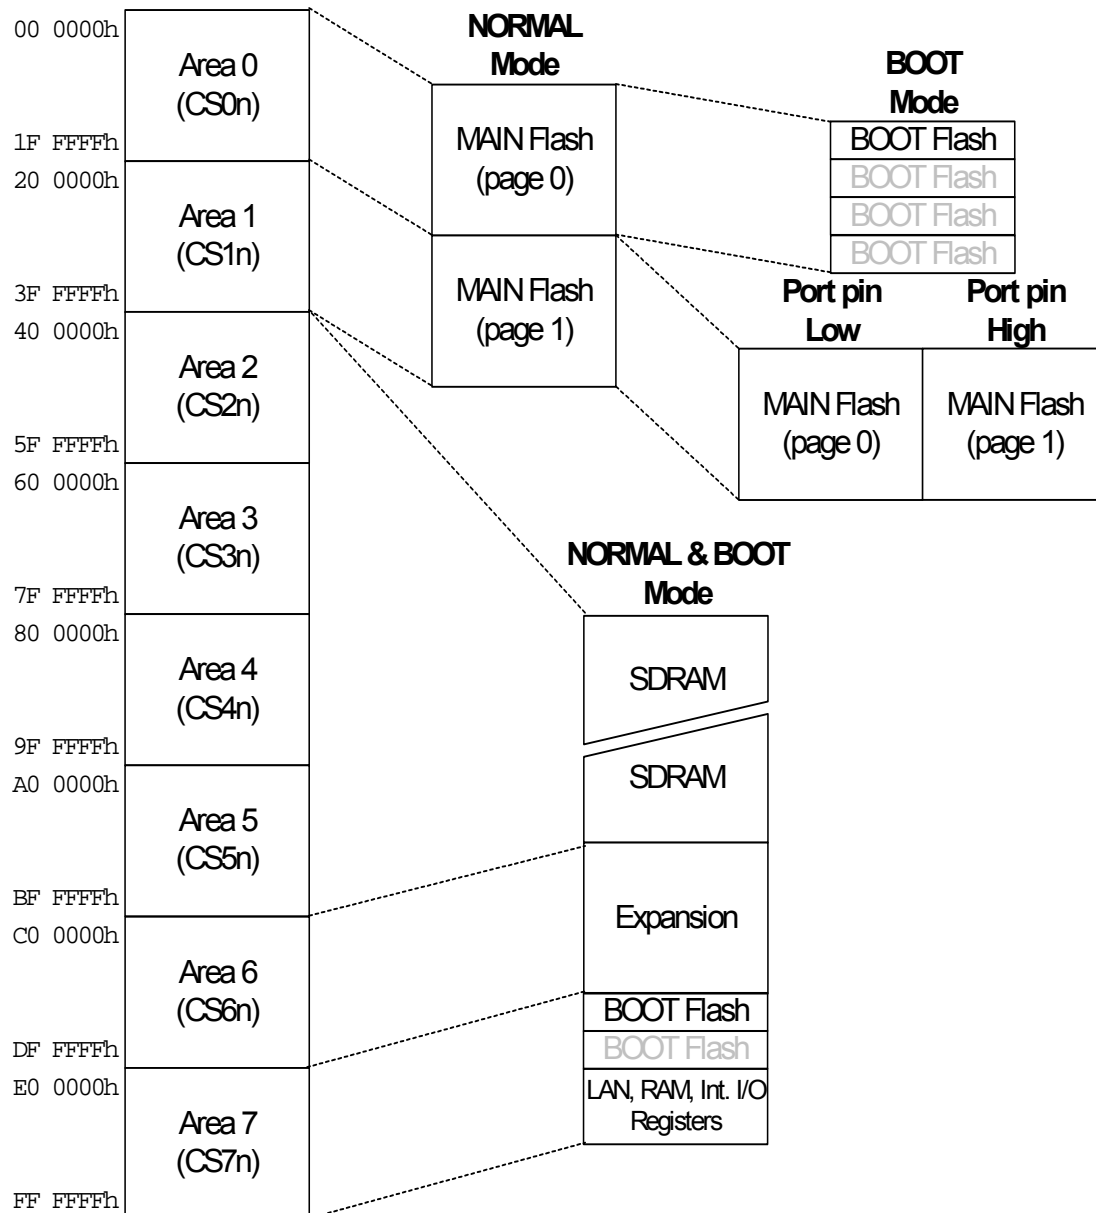 00 0000h
Area 0
(CS0n)
1F FFFFh
20 0000h
Area 1
(CS1n)
3F FFFFh
40 0000h
Area 2
(CS2n)
5F FFFFh
60 0000h
Area 3
(CS3n)
7F FFFFh
80 0000h
Area 4
(CS4n)
9F FFFFh
A0 0000h
Area 5
(CS5n)
BF FFFFh
C0 0000h
Area 6
(CS6n)
DF FFFFh
E0 0000h
Area 7
(CS7n)
FF FFFFh
NORMAL
Mode
MAIN Flash
(page 0)
MAIN Flash
(page 1)
BOOT
Mode
BOOT Flash
BOOT Flash
BOOT Flash
BOOT Flash
Port pin
Low
Port pin
High
MAIN Flash
(page 0)
MAIN Flash
(page 1)
NORMAL & BOOT
Mode
SDRAM
SDRAM
Expansion
BOOT Flash
BOOT Flash
LAN, RAM, Int. I/O
Registers